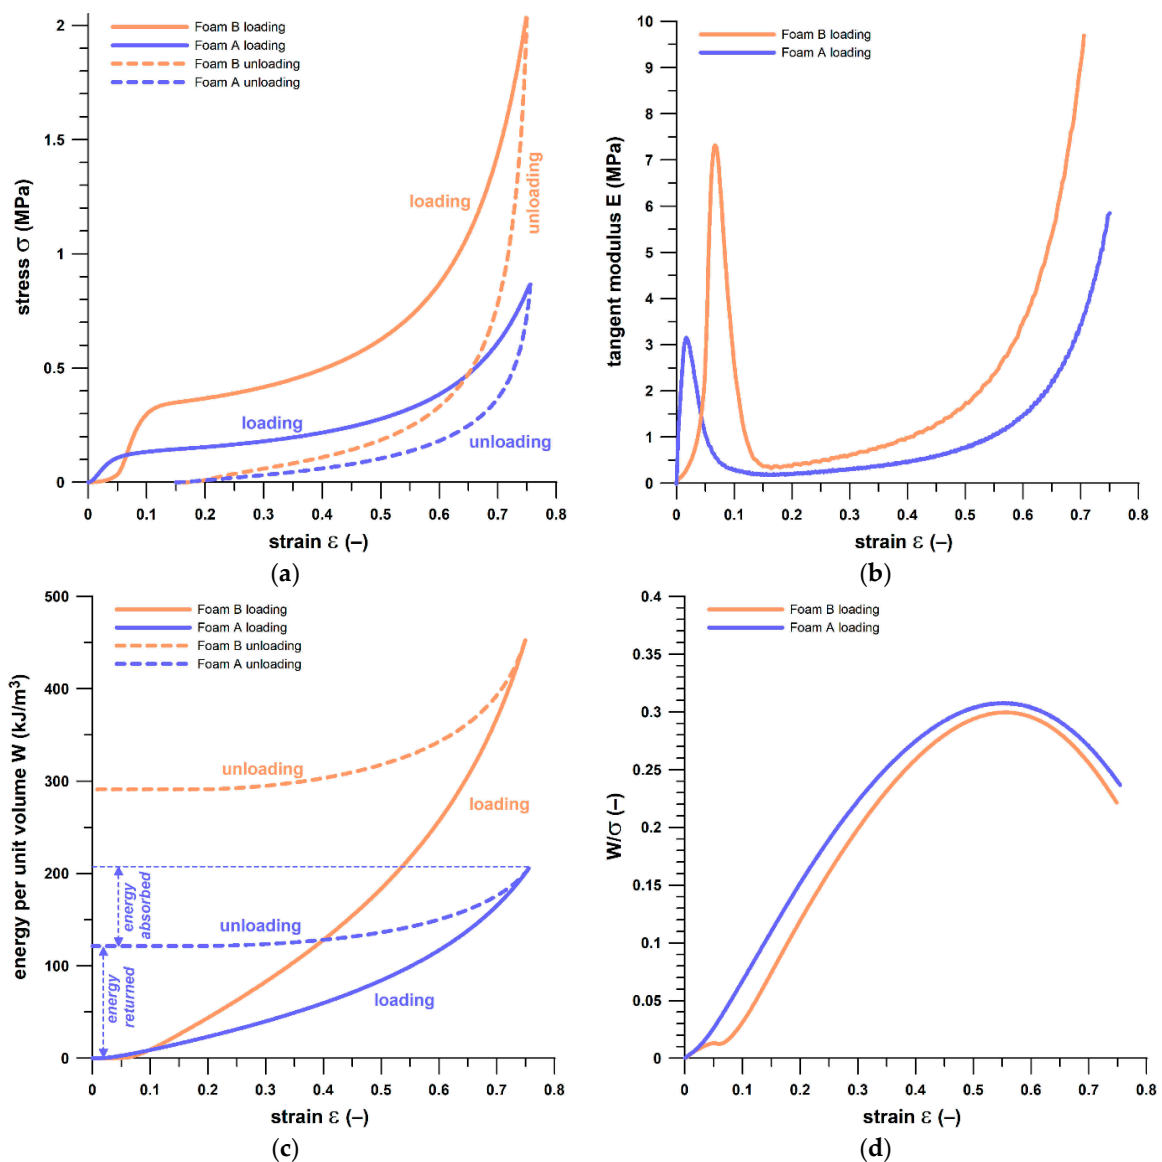 Foam B loading
Foam A loading
Foam B unloading
Foam A unloading
2
1.5
1
0.5
0
stress σ (MPa)
loading
unloading
loading
unloading
0 0.1 0.2 0.3 0.4 0.5 0.6 0.7 0.8
strain ε (–)
(a)
Foam B loading
Foam A loading
10
9
8
7
6
5
4
3
2
1
0
tangent modulus E (MPa)
0 0.1 0.2 0.3 0.4 0.5 0.6 0.7 0.8
strain ε (–)
(b)
Foam B loading
Foam A loading
Foam B unloading
Foam A unloading
500
400
300
200
100
0
energy per unit volume W (kJ/m³)
unloading
loading
energy
absorbed
unloading
energy
returned
loading
0 0.1 0.2 0.3 0.4 0.5 0.6 0.7 0.8
strain ε (–)
(c)
Foam B loading
Foam A loading
0.4
0.35
0.3
0.25
0.2
0.15
0.1
0.05
0
W/σ (–)
0 0.1 0.2 0.3 0.4 0.5 0.6 0.7 0.8
strain ε (–)
(d)